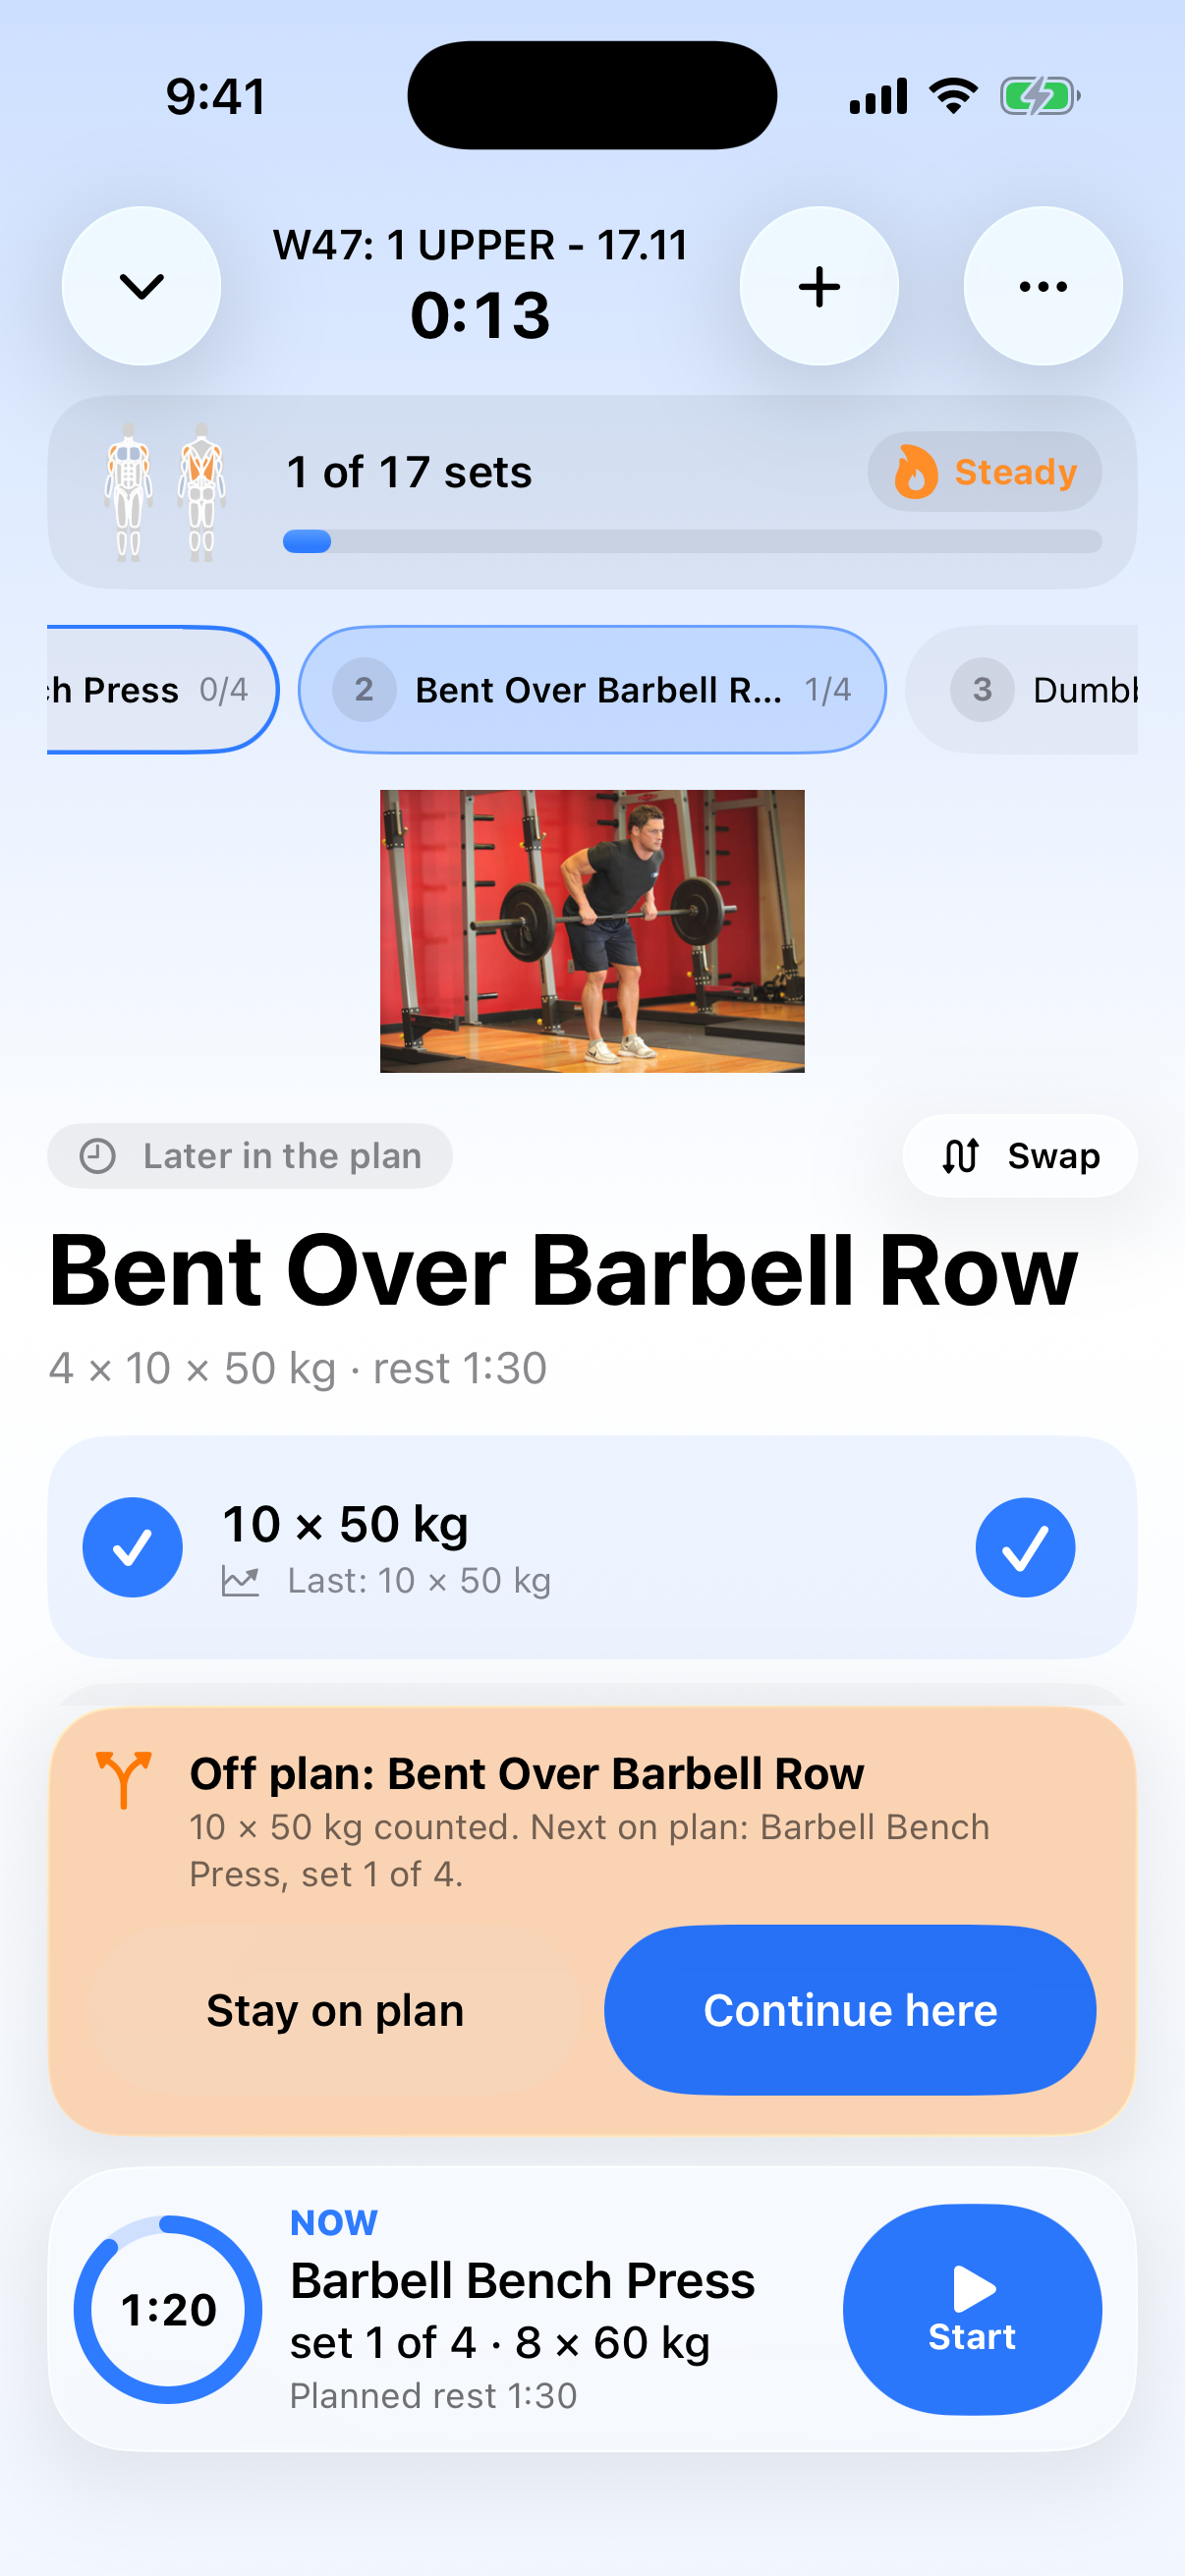 9:41
W47: 1 UPPER - 17.11
0:13
1 of 17 sets
Steady
ch Press 0/4
2 Bent Over Barbell R... 1/4
3 Dumbb
Later in the plan
Swap
Bent Over Barbell Row
4 × 10 × 50 kg · rest 1:30
10 × 50 kg
Last: 10 × 50 kg
Off plan: Bent Over Barbell Row
10 × 50 kg counted. Next on plan: Barbell Bench
Press, set 1 of 4.
Stay on plan
Continue here
1:20
NOW
Barbell Bench Press
set 1 of 4 · 8 × 60 kg
Planned rest 1:30
Start